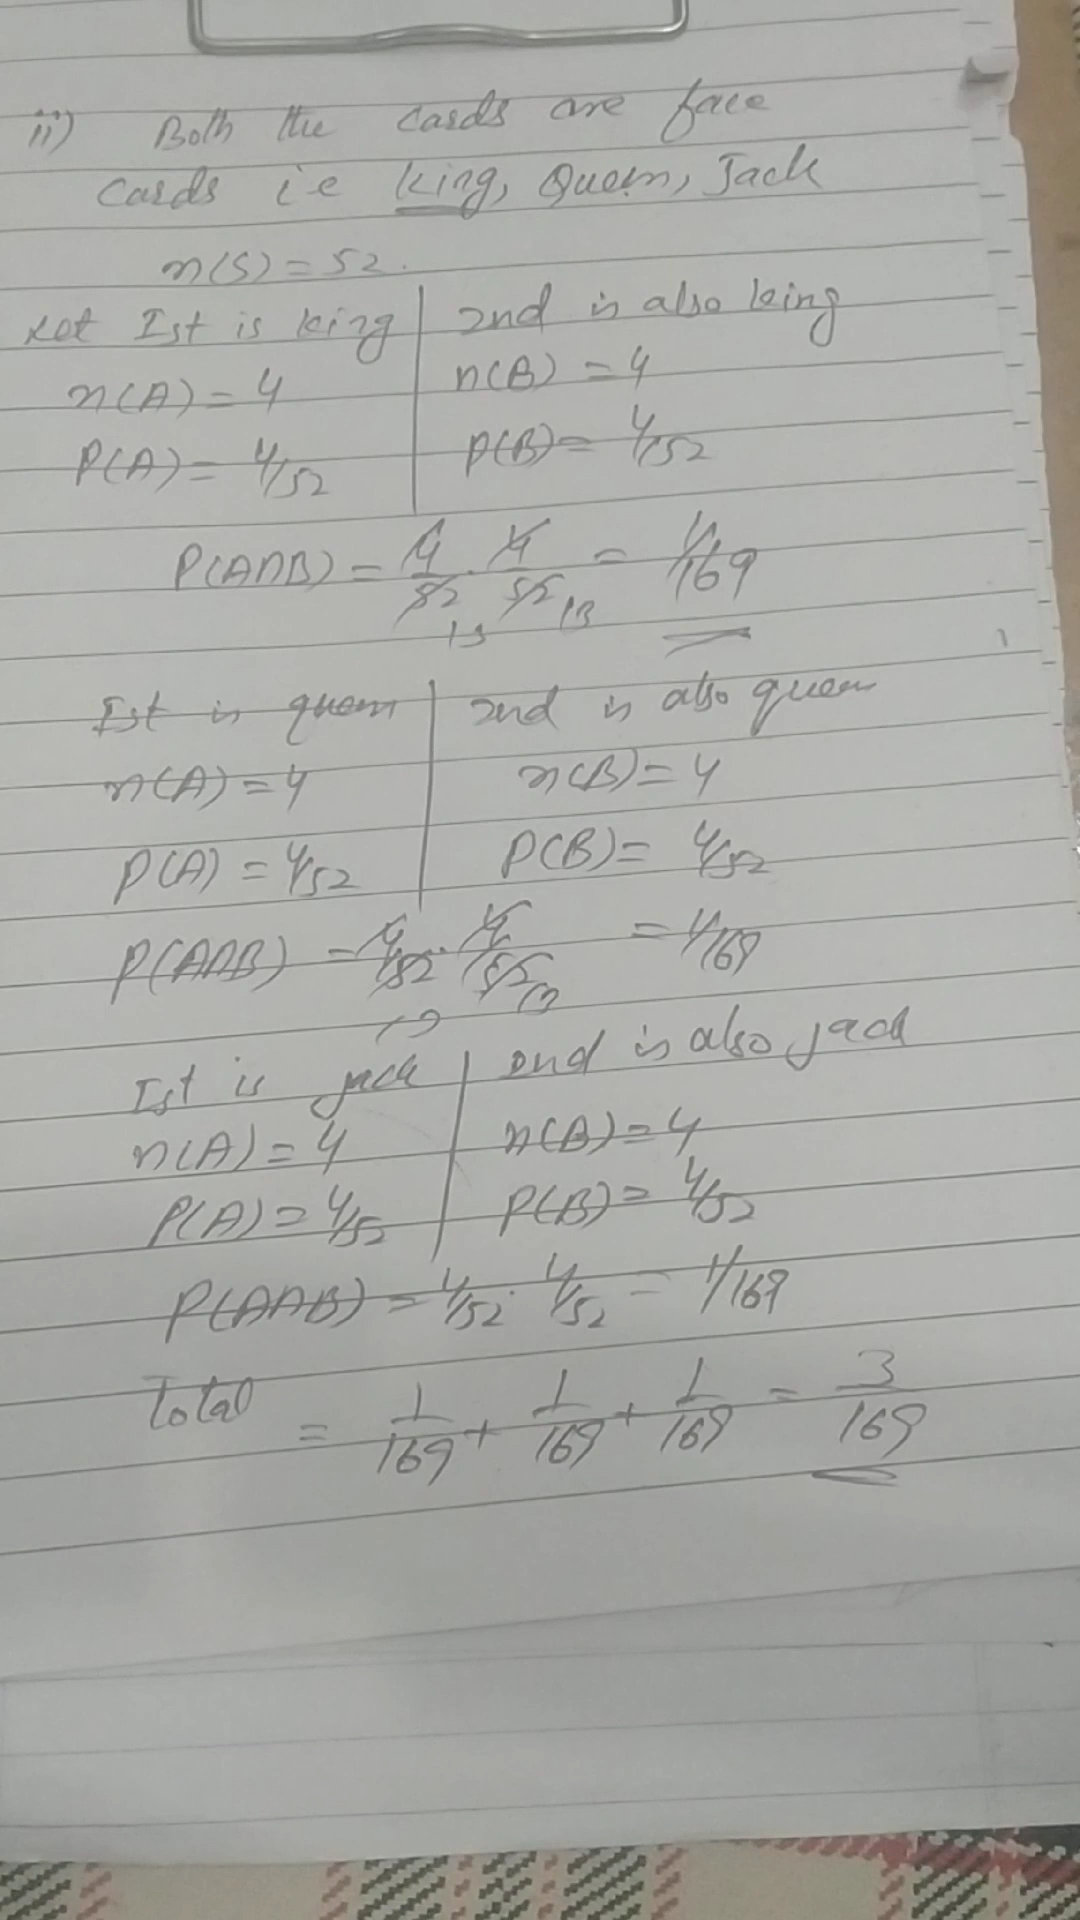 ii) Both the cards are face
cards i e king, Queen, Jack
n(S) = 52.
Let Ist is king | 2nd is also king
n(A) = 4 | n(B) = 4
P(A) = 4/52 | P(B) = 4/52
P(A∩B) = 4/52 13 . 4/52 13 = 1/169
Ist is queen | 2nd is also queen
n(A) = 4 | n(B) = 4
P(A) = 4/52 | P(B) = 4/52
P(A∩B) = 4/52 13 . 4/52 13 = 1/169
Ist is jack | 2nd is also jack
n(A) = 4 | n(B) = 4
P(A) = 4/52 | P(B) = 4/52
P(A∩B) = 4/52 . 4/52 = 1/169
Total = 1/169 + 1/169 + 1/169 = 3/169